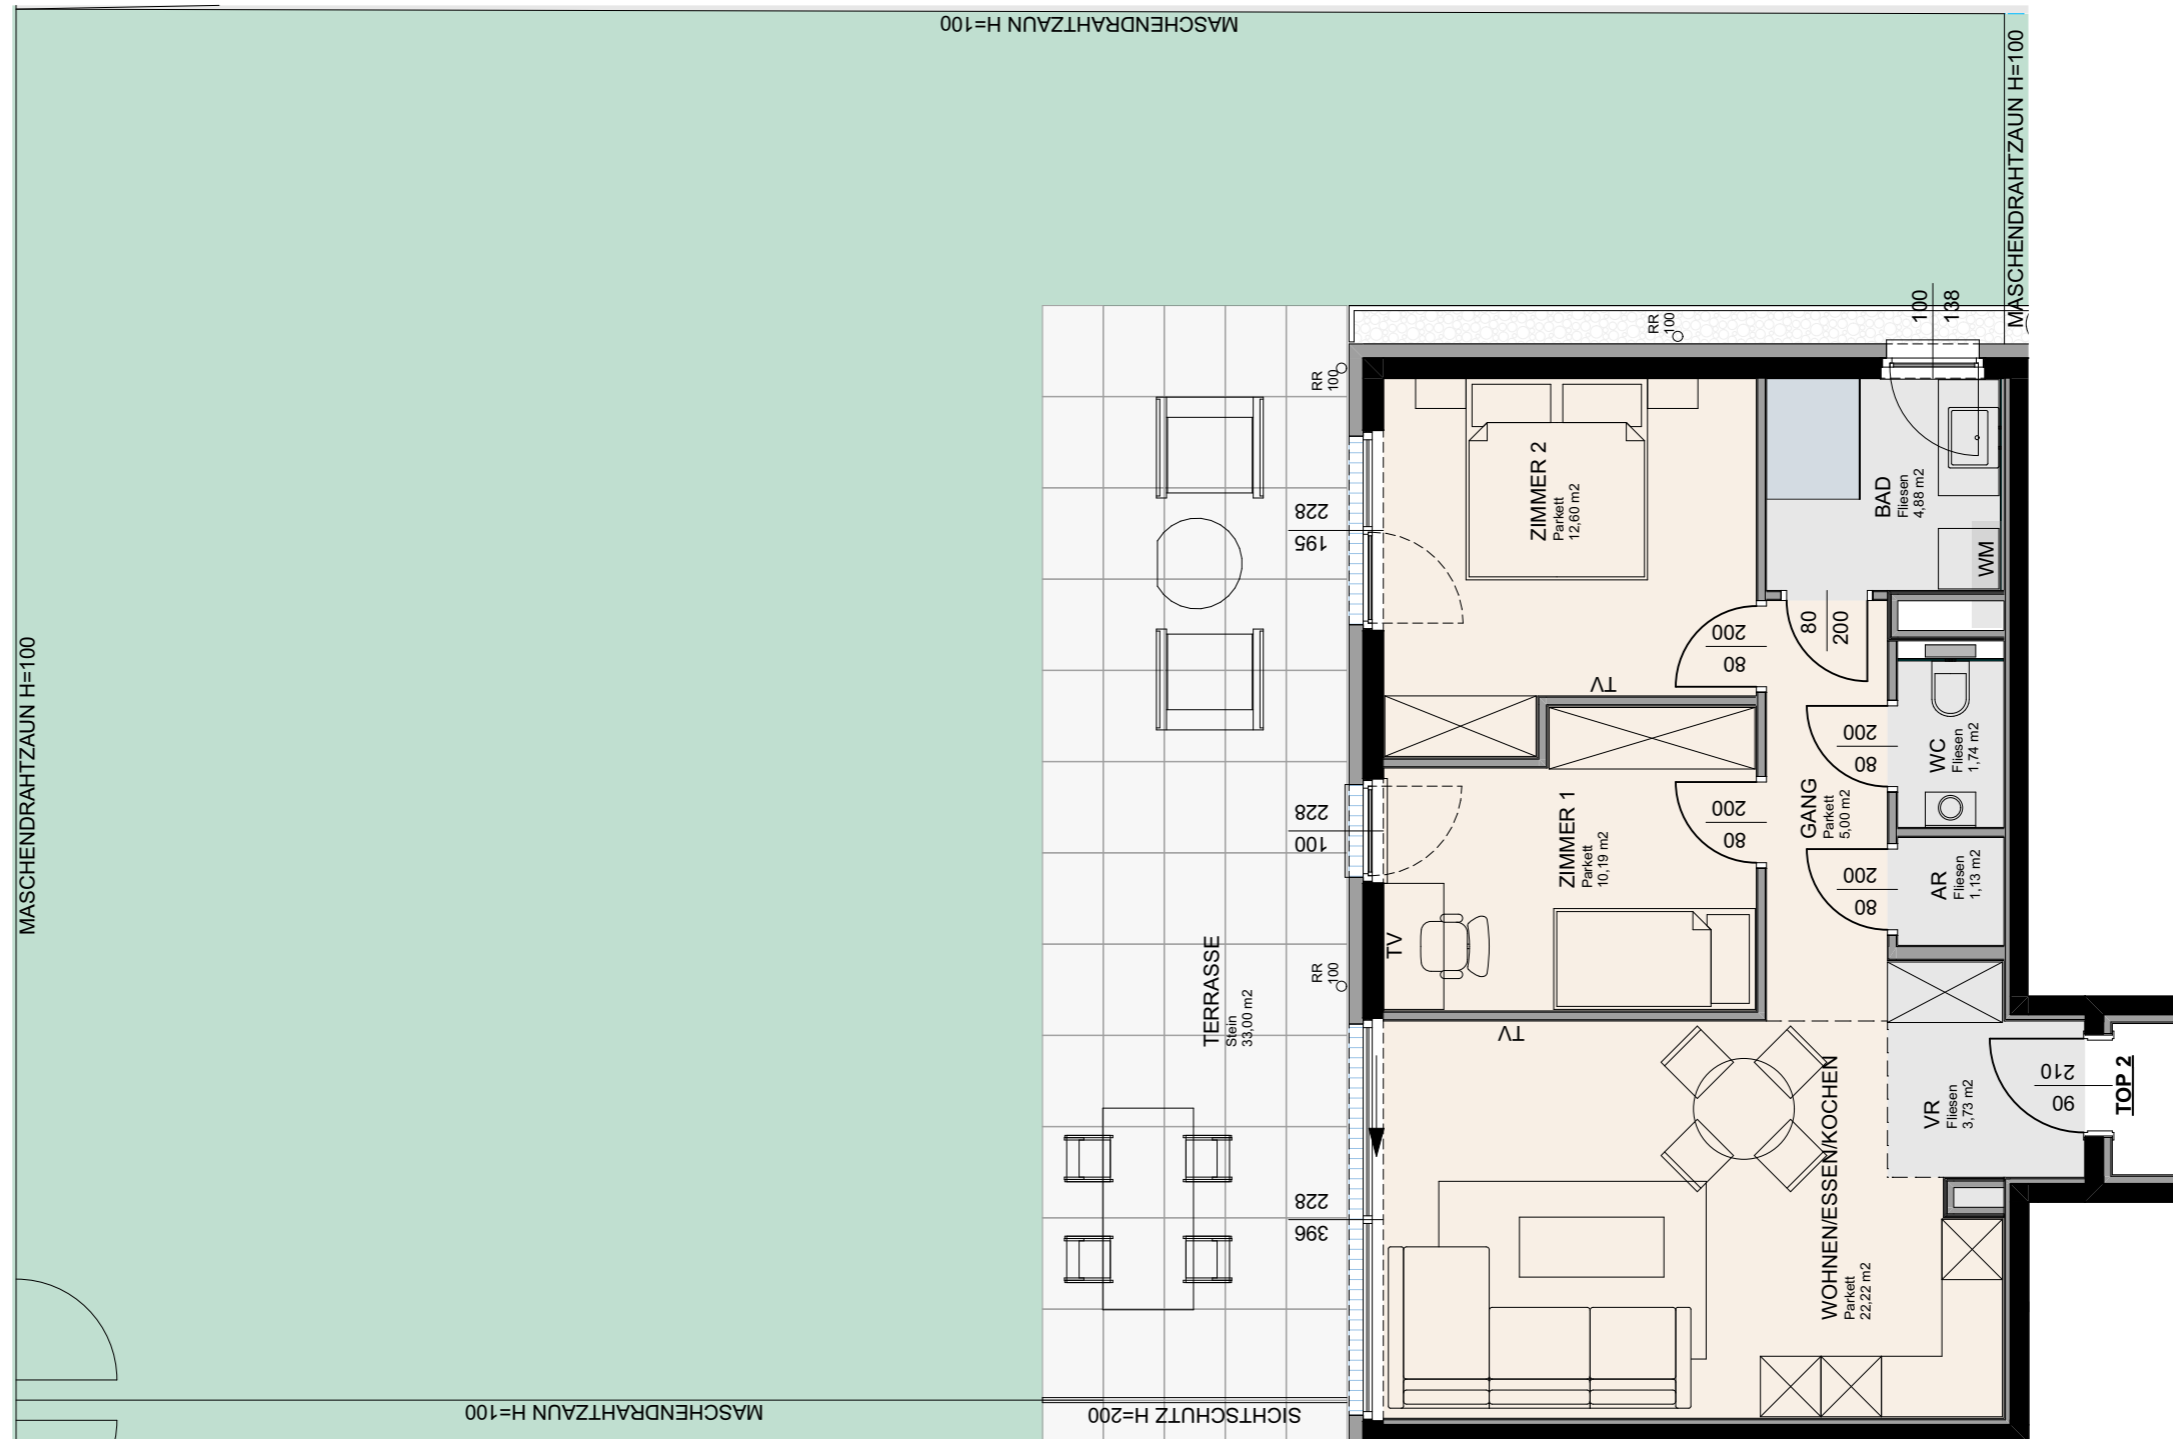 MASCHENDRAHTZAUN H=100
MASCHENDRAHTZAUN H=100
MASCHENDRAHTZAUN H=100
MASCHENDRAHTZAUN H=100
SICHTSCHUTZ H=200
TERRASSE
Stein
33,00 m2
RR
100
RR
100
RR
100
100
138
228
195
228
100
228
396
ZIMMER 2
Parkett
12,60 m2
TV
BAD
Fliesen
4,88 m2
WM
200
80
80
200
ZIMMER 1
Parkett
10,19 m2
TV
200
80
GANG
Parkett
5,00 m2
WC
Fliesen
1,74 m2
200
80
AR
Fliesen
1,13 m2
200
80
TV
WOHNEN/ESSEN/KOCHEN
Parkett
22,22 m2
VR
Fliesen
3,73 m2
210
90
TOP 2